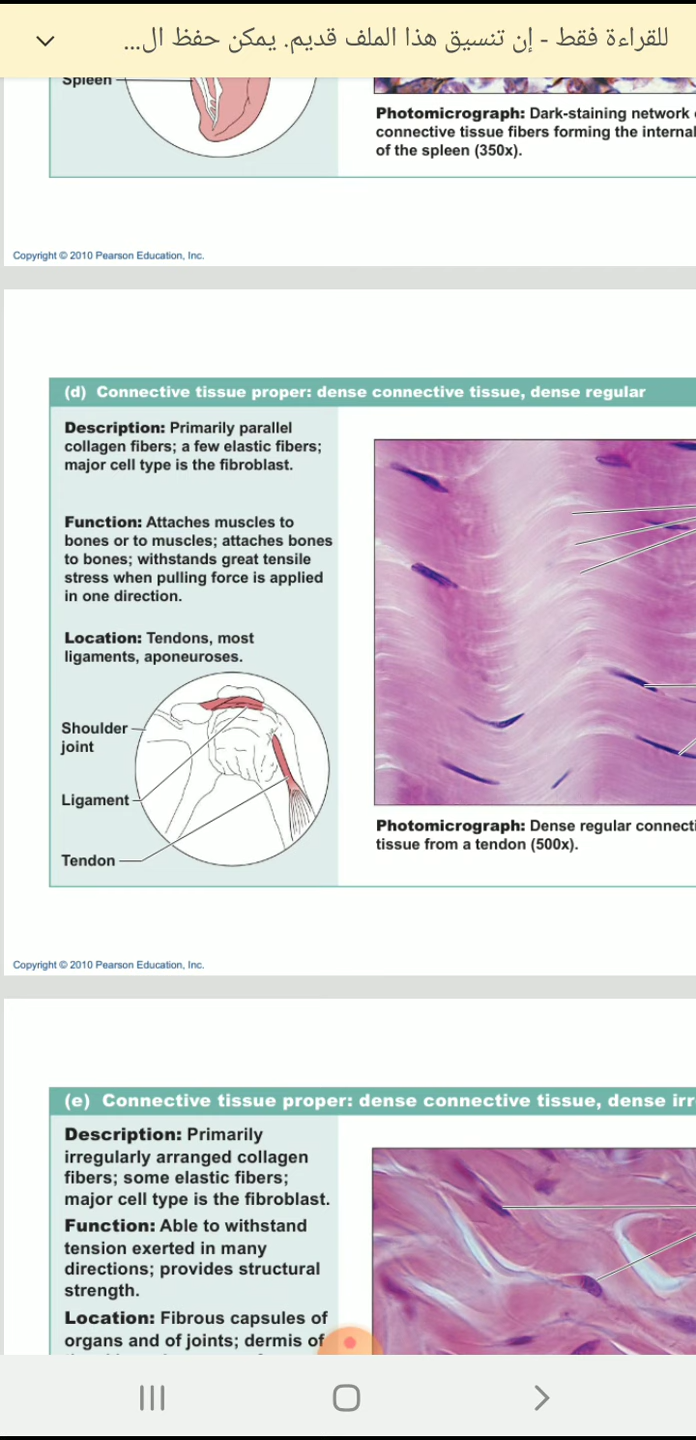 للقراءة فقط - إن تنسيق هذا الملف قديم. يمكن حفظ ال...
Spleen
Photomicrograph: Dark-staining network
connective tissue fibers forming the internal
of the spleen (350x).
Copyright © 2010 Pearson Education, Inc.
(d) Connective tissue proper: dense connective tissue, dense regular
Description: Primarily parallel
collagen fibers; a few elastic fibers;
major cell type is the fibroblast.
Function: Attaches muscles to
bones or to muscles; attaches bones
to bones; withstands great tensile
stress when pulling force is applied
in one direction.
Location: Tendons, most
ligaments, aponeuroses.
Shoulder
joint
Ligament
Tendon
Photomicrograph: Dense regular connecti
tissue from a tendon (500x).
Copyright © 2010 Pearson Education, Inc.
(e) Connective tissue proper: dense connective tissue, dense irr
Description: Primarily
irregularly arranged collagen
fibers; some elastic fibers;
major cell type is the fibroblast.
Function: Able to withstand
tension exerted in many
directions; provides structural
strength.
Location: Fibrous capsules of
organs and of joints; dermis of